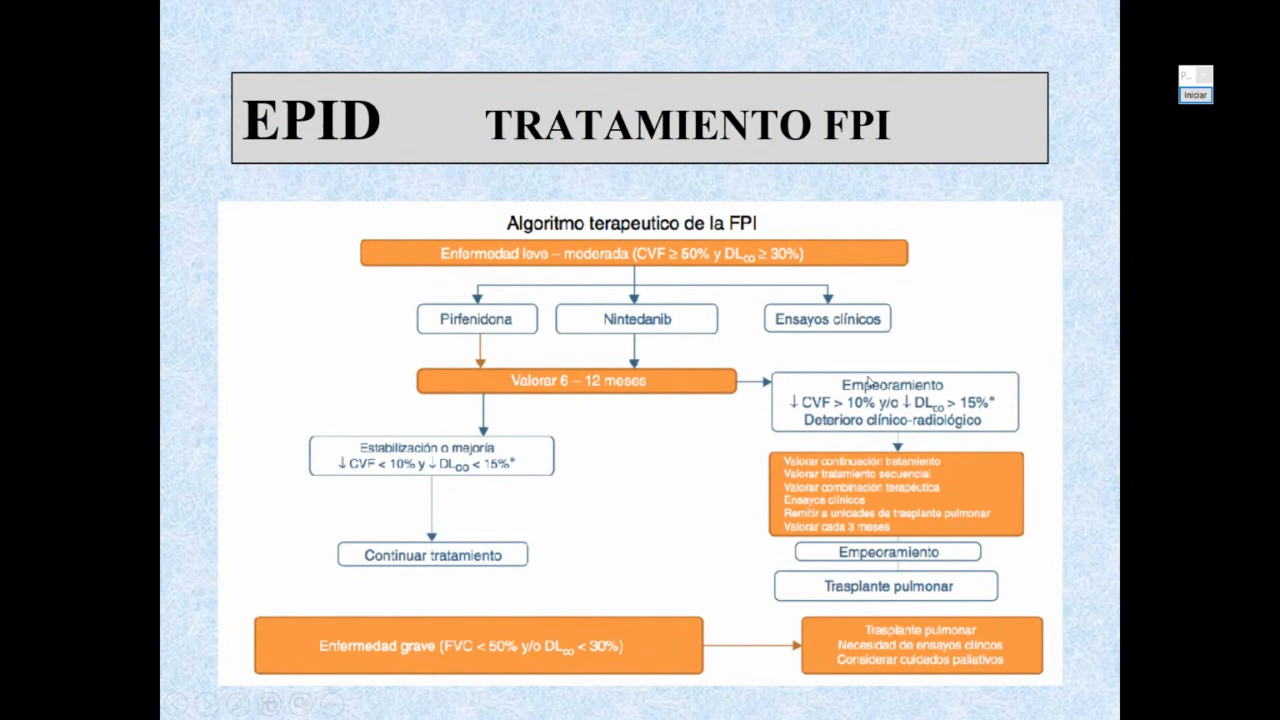 EPID TRATAMIENTO FPI
P...
Iniciar
Algoritmo terapeutico de la FPI
Enfermedad leve – moderada (CVF ≥ 50% y DLCO ≥ 30%)
Pirfenidona
Nintedanib
Ensayos clínicos
Valorar 6 – 12 meses
Empeoramiento
↓ CVF > 10% y/o ↓ DLCO > 15%*
Deterioro clínico-radiológico
Estabilización o mejoría
↓ CVF < 10% y ↓ DLCO < 15%*
Valorar continuación tratamiento
Valorar tratamiento secuencial
Valorar combinación terapéutica
Ensayos clínicos
Remitir a unidades de trasplante pulmonar
Valorar cada 3 meses
Continuar tratamiento
Empeoramiento
Trasplante pulmonar
Enfermedad grave (FVC < 50% y/o DLCO < 30%)
Trasplante pulmonar
Necesidad de ensayos clíncos
Considerar cuidados paliativos